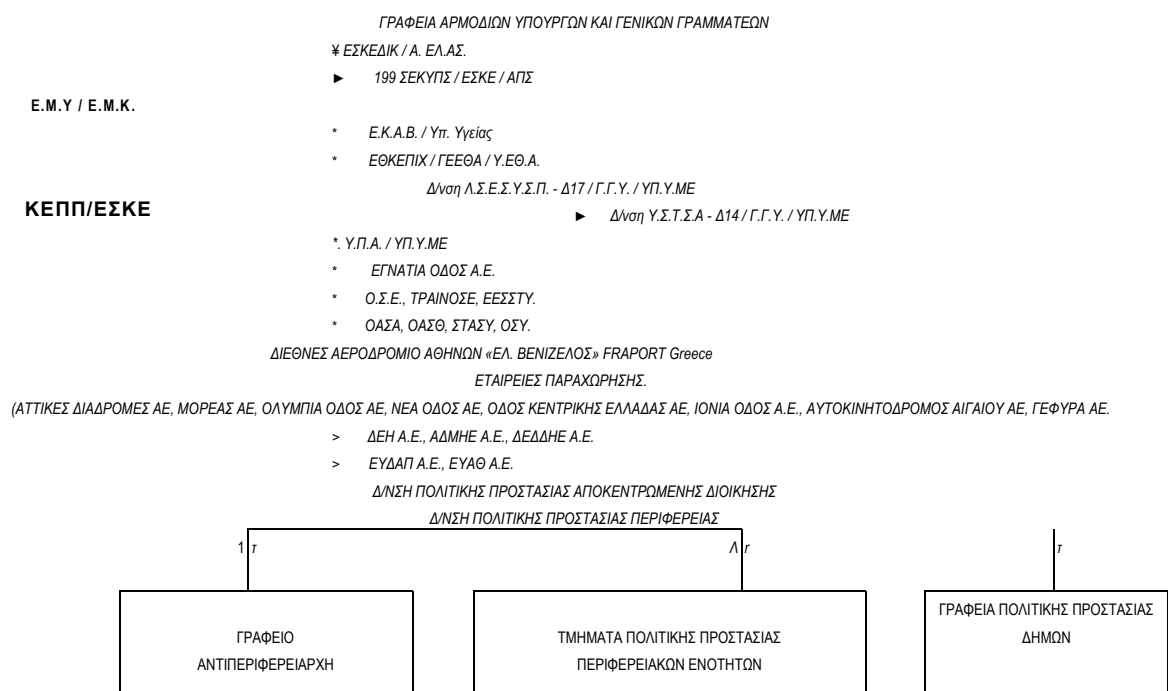 ΓΡΑΦΕΙΑ ΑΡΜΟΔΙΩΝ ΥΠΟΥΡΓΩΝ ΚΑΙ ΓΕΝΙΚΩΝ ΓΡΑΜΜΑΤΕΩΝ
¥ ΕΣΚΕΔΙΚ / Α. ΕΛ.ΑΣ.
► 199 ΣΕΚΥΠΣ / ΕΣΚΕ / ΑΠΣ
Ε.Μ.Υ / Ε.Μ.Κ.
* Ε.Κ.Α.Β. / Υπ. Υγείας
* ΕΘΚΕΠΙΧ / ΓΕΕΘΑ / Υ.ΕΘ.Α.
Δ/νση Λ.Σ.Ε.Σ.Υ.Σ.Π. - Δ17 / Γ.Γ.Υ. / ΥΠ.Υ.ΜΕ
ΚΕΠΠ/ΕΣΚΕ
► Δ/νση Υ.Σ.Τ.Σ.Α - Δ14 / Γ.Γ.Υ. / ΥΠ.Υ.ΜΕ
*. Υ.Π.Α. / ΥΠ.Υ.ΜΕ
* ΕΓΝΑΤΙΑ ΟΔΟΣ Α.Ε.
* Ο.Σ.Ε., ΤΡΑΙΝΟΣΕ, ΕΕΣΣΤΥ.
* ΟΑΣΑ, ΟΑΣΘ, ΣΤΑΣΥ, ΟΣΥ.
ΔΙΕΘΝΕΣ ΑΕΡΟΔΡΟΜΙΟ ΑΘΗΝΩΝ «ΕΛ. ΒΕΝΙΖΕΛΟΣ» FRAPORT Greece
ΕΤΑΙΡΕΙΕΣ ΠΑΡΑΧΩΡΗΣΗΣ.
(ΑΤΤΙΚΕΣ ΔΙΑΔΡΟΜΕΣ ΑΕ, ΜΟΡΕΑΣ ΑΕ, ΟΛΥΜΠΙΑ ΟΔΟΣ ΑΕ, ΝΕΑ ΟΔΟΣ ΑΕ, ΟΔΟΣ ΚΕΝΤΡΙΚΗΣ ΕΛΛΑΔΑΣ ΑΕ, ΙΟΝΙΑ ΟΔΟΣ Α.Ε., ΑΥΤΟΚΙΝΗΤΟΔΡΟΜΟΣ ΑΙΓΑΙΟΥ ΑΕ, ΓΕΦΥΡΑ ΑΕ.
> ΔΕΗ Α.Ε., ΑΔΜΗΕ Α.Ε., ΔΕΔΔΗΕ Α.Ε.
> ΕΥΔΑΠ Α.Ε., ΕΥΑΘ Α.Ε.
Δ/ΝΣΗ ΠΟΛΙΤΙΚΗΣ ΠΡΟΣΤΑΣΙΑΣ ΑΠΟΚΕΝΤΡΩΜΕΝΗΣ ΔΙΟΙΚΗΣΗΣ
Δ/ΝΣΗ ΠΟΛΙΤΙΚΗΣ ΠΡΟΣΤΑΣΙΑΣ ΠΕΡΙΦΕΡΕΙΑΣ
1 τ Λ r τ
ΓΡΑΦΕΙΟ
ΑΝΤΙΠΕΡΙΦΕΡΕΙΑΡΧΗ
ΤΜΗΜΑΤΑ ΠΟΛΙΤΙΚΗΣ ΠΡΟΣΤΑΣΙΑΣ
ΠΕΡΙΦΕΡΕΙΑΚΩΝ ΕΝΟΤΗΤΩΝ
ΓΡΑΦΕΙΑ ΠΟΛΙΤΙΚΗΣ ΠΡΟΣΤΑΣΙΑΣ
ΔΗΜΩΝ